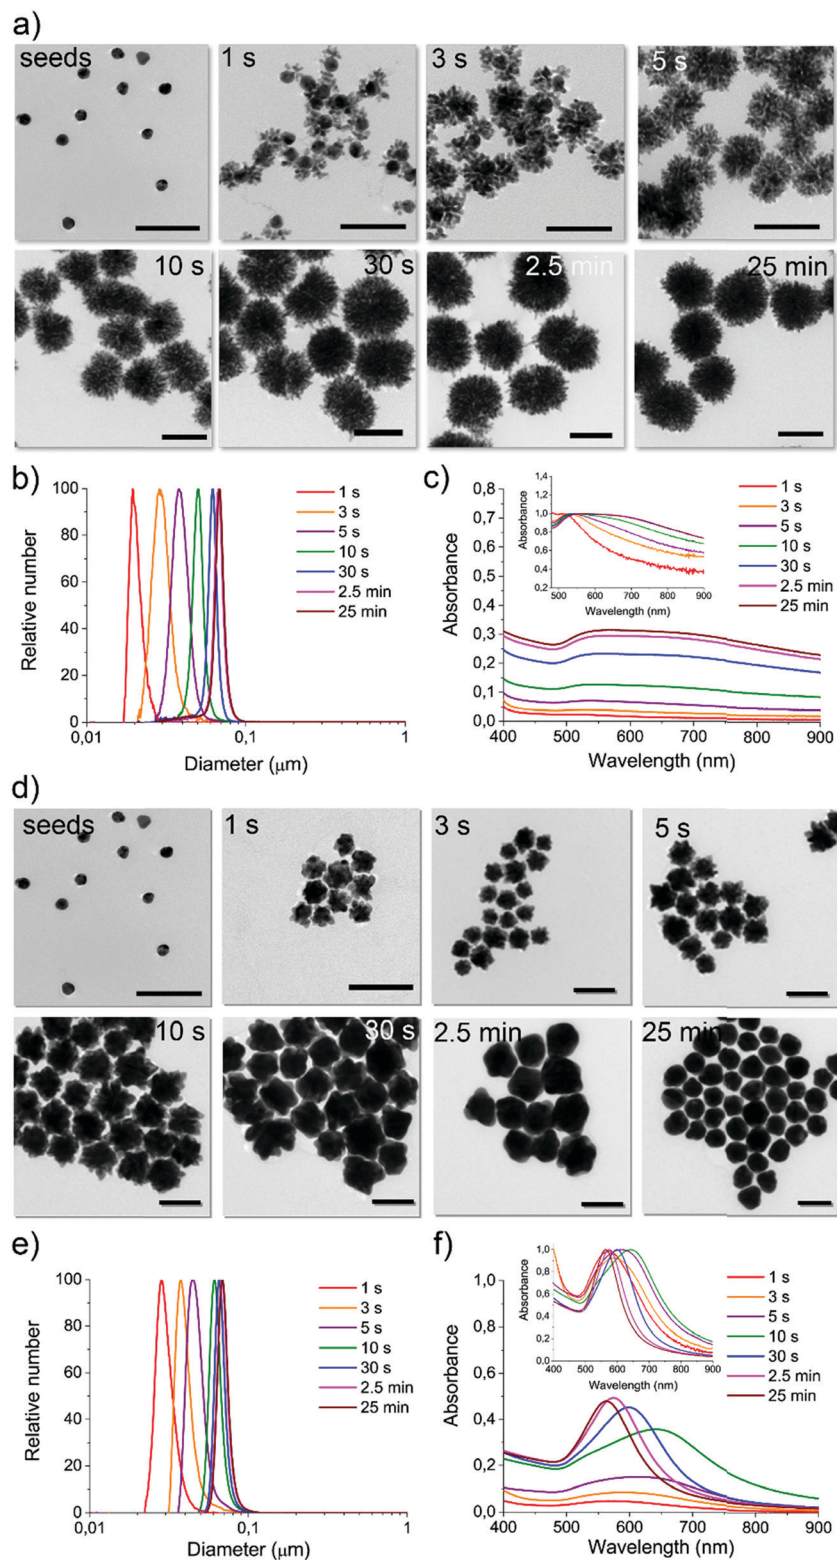 a)
seeds
1 s
3 s
5 s
10 s
30 s
2.5 min
25 min
b)
100
80
60
40
20
0
0,01
0,1
1
Relative number
Diameter (μm)
1 s
3 s
5 s
10 s
30 s
2.5 min
25 min
c)
0,8
0,7
0,6
0,5
0,4
0,3
0,2
0,1
0,0
400
500
600
700
800
900
Absorbance
Wavelength (nm)
1,4
1,2
1,0
0,8
0,6
0,4
0,2
500
600
700
800
900
Absorbance
Wavelength (nm)
1 s
3 s
5 s
10 s
30 s
2.5 min
25 min
d)
seeds
1 s
3 s
5 s
10 s
30 s
2.5 min
25 min
e)
100
80
60
40
20
0
0,01
0,1
1
Relative number
Diameter (μm)
1 s
3 s
5 s
10 s
30 s
2.5 min
25 min
f)
1,0
0,8
0,6
0,4
0,2
0,0
400
500
600
700
800
900
Absorbance
Wavelength (nm)
1,0
0,8
0,6
0,4
0,2
0,0
400
500
600
700
800
900
Absorbance
Wavelength (nm)
1 s
3 s
5 s
10 s
30 s
2.5 min
25 min